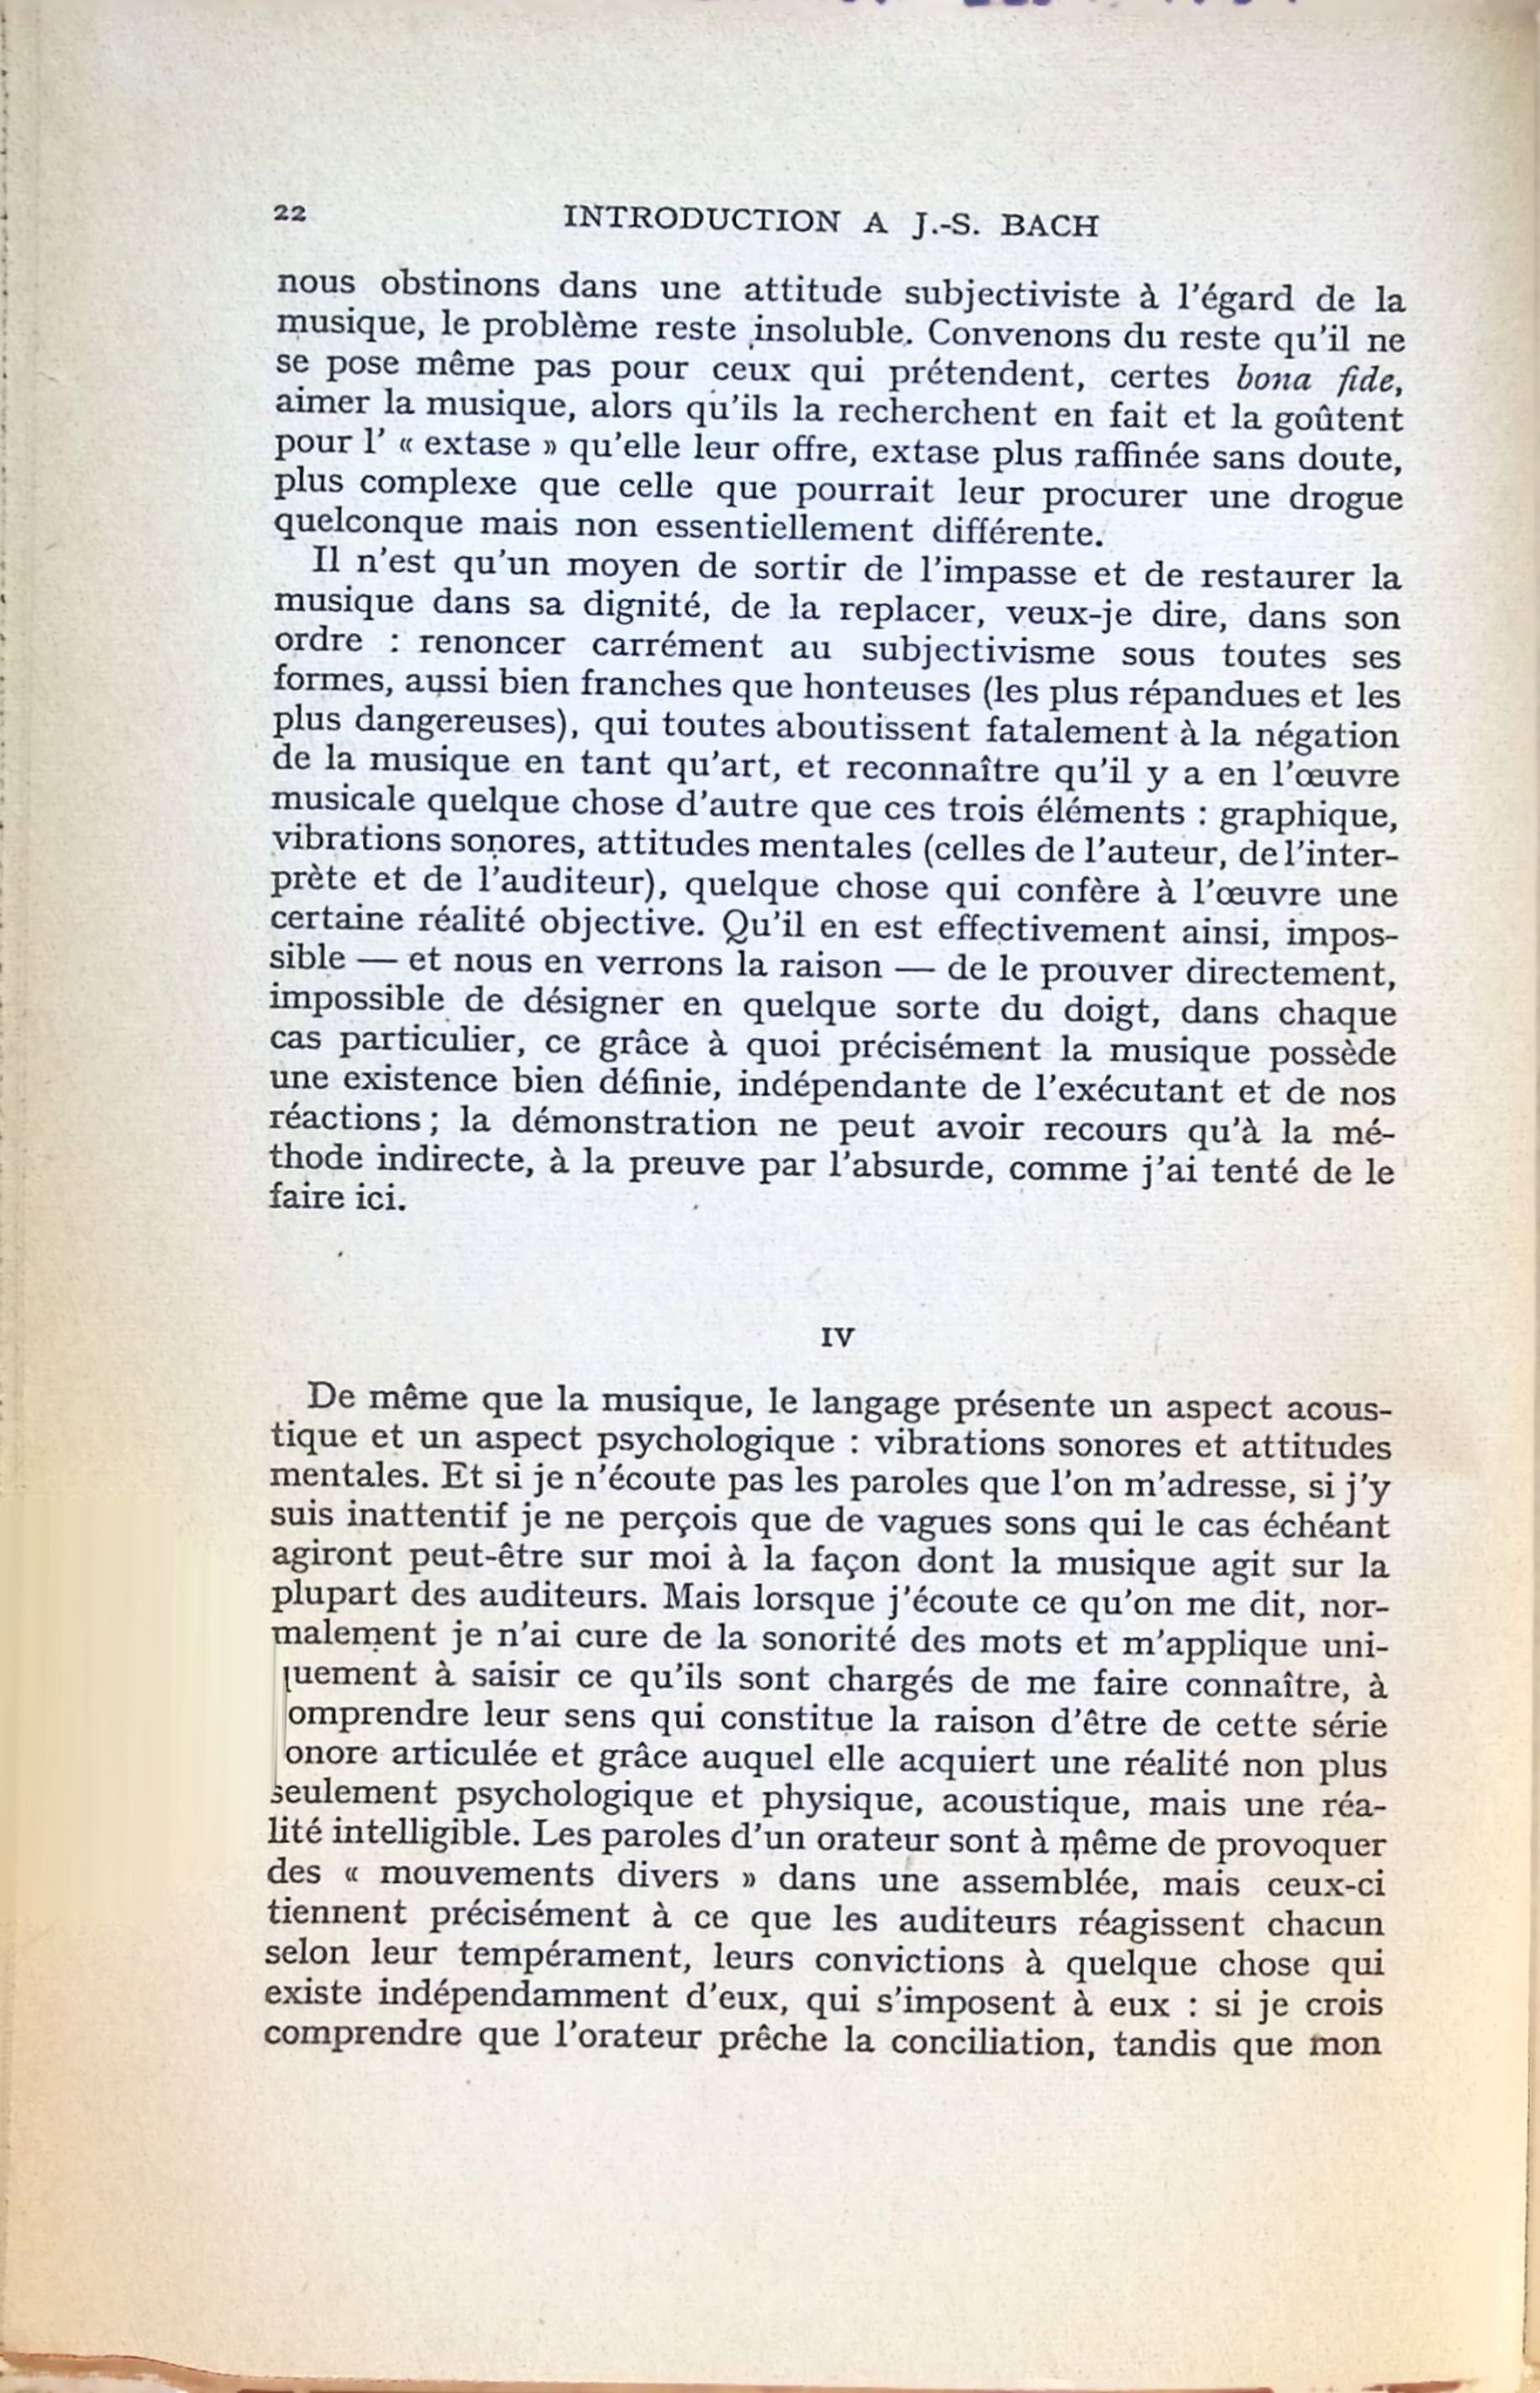 22 INTRODUCTION A J.-S. BACH
nous obstinons dans une attitude subjectiviste à l'égard de la
musique, le problème reste insoluble. Convenons du reste qu'il ne
se pose même pas pour ceux qui prétendent, certes bona fide,
aimer la musique, alors qu'ils la recherchent en fait et la goûtent
pour l' « extase » qu'elle leur offre, extase plus raffinée sans doute,
plus complexe que celle que pourrait leur procurer une drogue
quelconque mais non essentiellement différente.
Il n'est qu'un moyen de sortir de l'impasse et de restaurer la
musique dans sa dignité, de la replacer, veux-je dire, dans son
ordre : renoncer carrément au subjectivisme sous toutes ses
formes, aussi bien franches que honteuses (les plus répandues et les
plus dangereuses), qui toutes aboutissent fatalement à la négation
de la musique en tant qu'art, et reconnaître qu'il y a en l'œuvre
musicale quelque chose d'autre que ces trois éléments : graphique,
vibrations sonores, attitudes mentales (celles de l'auteur, de l'inter-
prète et de l'auditeur), quelque chose qui confère à l'œuvre une
certaine réalité objective. Qu'il en est effectivement ainsi, impos-
sible — et nous en verrons la raison — de le prouver directement,
impossible de désigner en quelque sorte du doigt, dans chaque
cas particulier, ce grâce à quoi précisément la musique possède
une existence bien définie, indépendante de l'exécutant et de nos
réactions ; la démonstration ne peut avoir recours qu'à la mé-
thode indirecte, à la preuve par l'absurde, comme j'ai tenté de le
faire ici.
IV
De même que la musique, le langage présente un aspect acous-
tique et un aspect psychologique : vibrations sonores et attitudes
mentales. Et si je n'écoute pas les paroles que l'on m'adresse, si j'y
suis inattentif je ne perçois que de vagues sons qui le cas échéant
agiront peut-être sur moi à la façon dont la musique agit sur la
plupart des auditeurs. Mais lorsque j'écoute ce qu'on me dit, nor-
malement je n'ai cure de la sonorité des mots et m'applique uni-
quement à saisir ce qu'ils sont chargés de me faire connaître, à
omprendre leur sens qui constitue la raison d'être de cette série
onore articulée et grâce auquel elle acquiert une réalité non plus
seulement psychologique et physique, acoustique, mais une réa-
lité intelligible. Les paroles d'un orateur sont à même de provoquer
des « mouvements divers » dans une assemblée, mais ceux-ci
tiennent précisément à ce que les auditeurs réagissent chacun
selon leur tempérament, leurs convictions à quelque chose qui
existe indépendamment d'eux, qui s'imposent à eux : si je crois
comprendre que l'orateur prêche la conciliation, tandis que mon